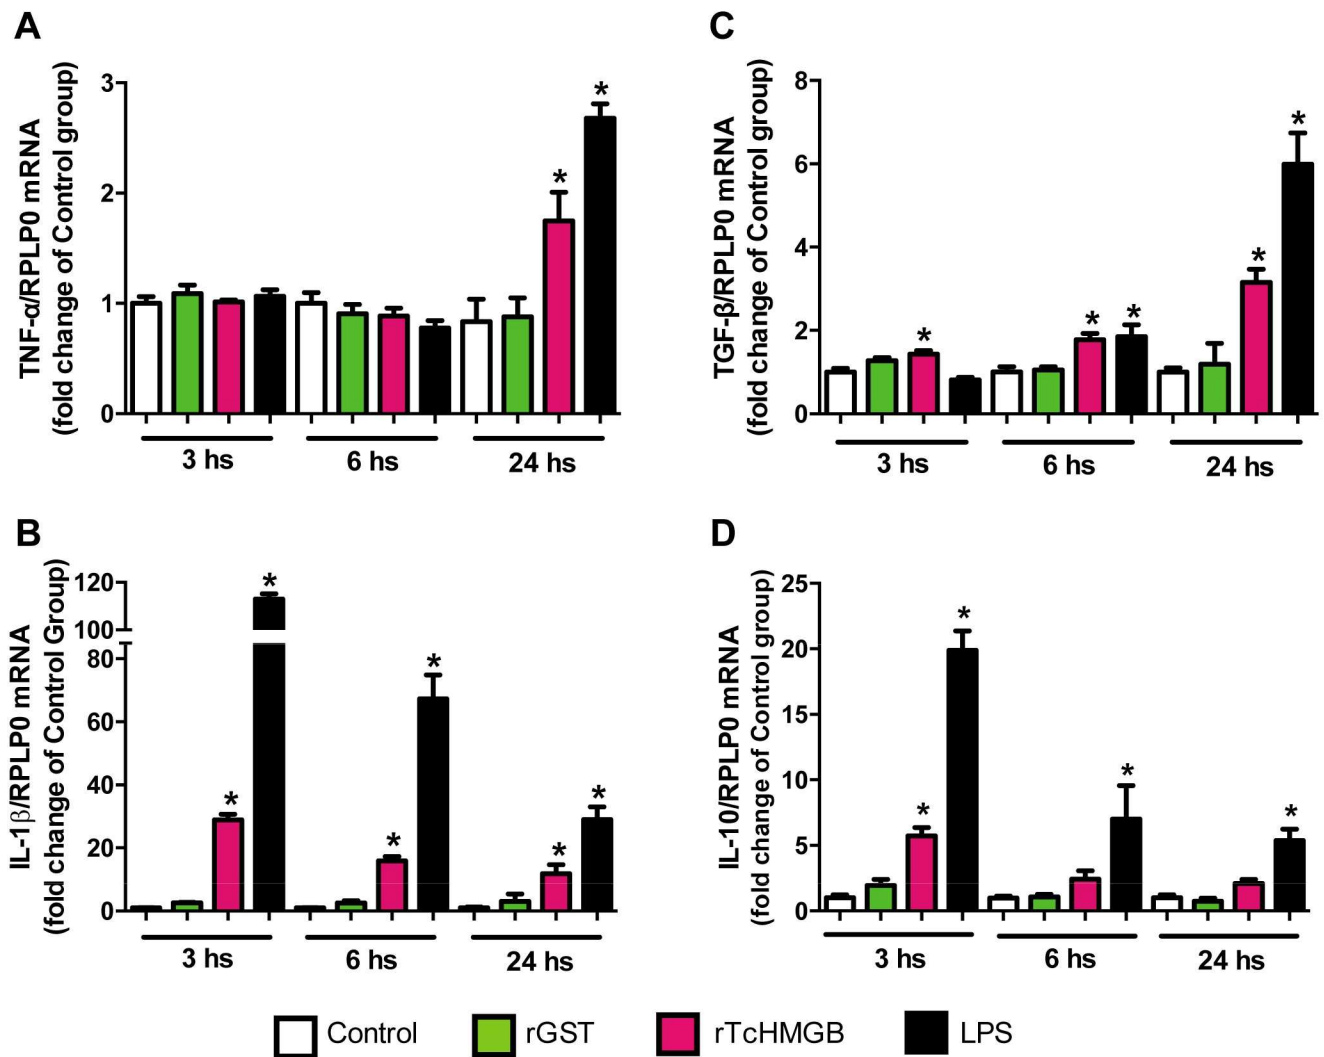 A
TNF-α/RPLP0 mRNA
(fold change of Control group)
3
2
1
0
*
*
3 hs
6 hs
24 hs
C
TGF-β/RPLP0 mRNA
(fold change of Control group)
8
6
4
2
0
*
*
*
*
*
3 hs
6 hs
24 hs
B
IL-1β/RPLP0 mRNA
(fold change of Control Group)
120
100
80
60
40
20
0
*
*
*
*
*
*
3 hs
6 hs
24 hs
D
IL-10/RPLP0 mRNA
(fold change of Control group)
25
20
15
10
5
0
*
*
*
*
3 hs
6 hs
24 hs
Control
rGST
rTcHMGB
LPS